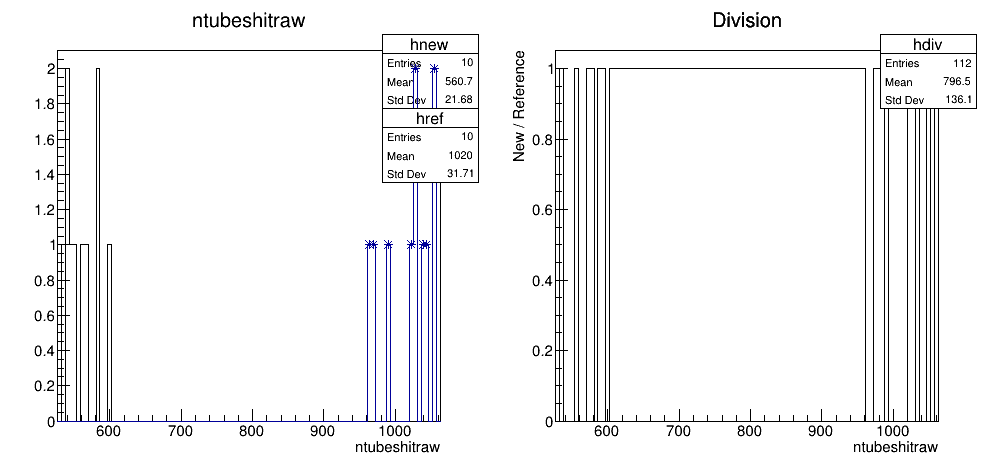 ntubeshitraw
hnew
Entries 10
Mean 560.7
Std Dev 21.68
href
Entries 10
Mean 1020
Std Dev 31.71
2
1.8
1.6
1.4
1.2
1
0.8
0.6
0.4
0.2
0
600 700 800 900 1000
ntubeshitraw
Division
hdiv
Entries 112
Mean 796.5
Std Dev 136.1
New / Reference
1
0.8
0.6
0.4
0.2
0
600 700 800 900 1000
ntubeshitraw